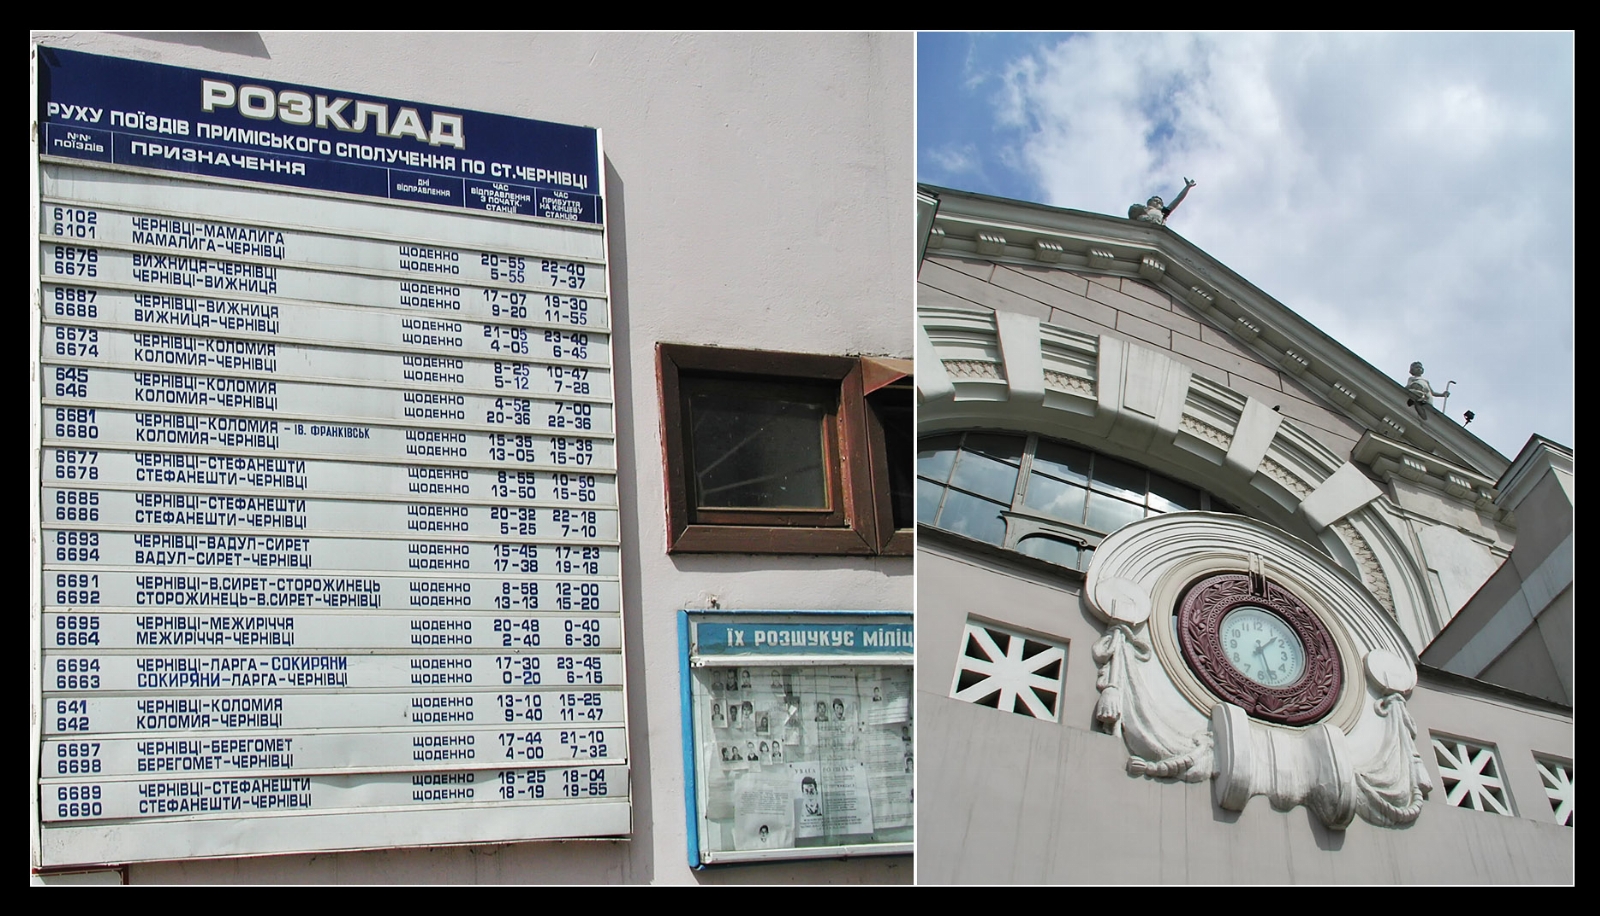 РОЗКЛАД
РУХУ ПОЇЗДІВ ПРИМІСЬКОГО СПОЛУЧЕННЯ ПО СТ.ЧЕРНІВЦІ
№№ ПОЇЗДІВ ПРИЗНАЧЕННЯ ДНІ ВІДПРАВЛЕННЯ ЧАС ВІДПРАВЛЕННЯ З ПОЧАТК. СТАНЦІЇ ЧАС ПРИБУТТЯ НА КІНЦЕВУ СТАНЦІЮ
6102 ЧЕРНІВЦІ-МАМАЛИГА ЩОДЕННО 20-55 22-40
6101 МАМАЛИГА-ЧЕРНІВЦІ ЩОДЕННО 5-55 7-37
6676 ВИЖНИЦЯ-ЧЕРНІВЦІ ЩОДЕННО 17-07 19-30
6675 ЧЕРНІВЦІ-ВИЖНИЦЯ ЩОДЕННО 9-20 11-55
6687 ЧЕРНІВЦІ-ВИЖНИЦЯ ЩОДЕННО 21-05 23-40
6688 ВИЖНИЦЯ-ЧЕРНІВЦІ ЩОДЕННО 4-05 6-45
6673 ЧЕРНІВЦІ-КОЛОМИЯ ЩОДЕННО 8-25 10-47
6674 КОЛОМИЯ-ЧЕРНІВЦІ ЩОДЕННО 5-12 7-28
645 ЧЕРНІВЦІ-КОЛОМИЯ ЩОДЕННО 4-52 7-00
646 КОЛОМИЯ-ЧЕРНІВЦІ ЩОДЕННО 20-36 22-36
6681 ЧЕРНІВЦІ-КОЛОМИЯ - ІВ. ФРАНКІВСЬК ЩОДЕННО 15-35 19-36
6680 КОЛОМИЯ-ЧЕРНІВЦІ ЩОДЕННО 13-05 15-07
6677 ЧЕРНІВЦІ-СТЕФАНЕШТИ ЩОДЕННО 8-55 10-50
6678 СТЕФАНЕШТИ-ЧЕРНІВЦІ ЩОДЕННО 13-50 15-50
6685 ЧЕРНІВЦІ-СТЕФАНЕШТИ ЩОДЕННО 20-32 22-18
6686 СТЕФАНЕШТИ-ЧЕРНІВЦІ ЩОДЕННО 5-25 7-10
6693 ЧЕРНІВЦІ-ВАДУЛ-СИРЕТ ЩОДЕННО 15-45 17-23
6694 ВАДУЛ-СИРЕТ-ЧЕРНІВЦІ ЩОДЕННО 17-38 19-18
6691 ЧЕРНІВЦІ-В.СИРЕТ-СТОРОЖИНЕЦЬ ЩОДЕННО 8-58 12-00
6692 СТОРОЖИНЕЦЬ-В.СИРЕТ-ЧЕРНІВЦІ ЩОДЕННО 13-13 15-20
6695 ЧЕРНІВЦІ-МЕЖИРІЧЧЯ ЩОДЕННО 20-48 0-40
6664 МЕЖИРІЧЧЯ-ЧЕРНІВЦІ ЩОДЕННО 2-40 6-30
6694 ЧЕРНІВЦІ-ЛАРГА-СОКИРЯНИ ЩОДЕННО 17-30 23-45
6663 СОКИРЯНИ-ЛАРГА-ЧЕРНІВЦІ ЩОДЕННО 0-20 6-15
641 ЧЕРНІВЦІ-КОЛОМИЯ ЩОДЕННО 13-10 15-25
642 КОЛОМИЯ-ЧЕРНІВЦІ ЩОДЕННО 9-40 11-47
6697 ЧЕРНІВЦІ-БЕРЕГОМЕТ ЩОДЕННО 17-44 21-10
6698 БЕРЕГОМЕТ-ЧЕРНІВЦІ ЩОДЕННО 4-00 7-32
6689 ЧЕРНІВЦІ-СТЕФАНЕШТИ ЩОДЕННО 16-25 18-04
6690 СТЕФАНЕШТИ-ЧЕРНІВЦІ ЩОДЕННО 18-19 19-55
ЇХ РОЗШУКУЄ МІЛІЦ
УВАГА
12 1 2 3 4 5 6 7 8 9 10 11